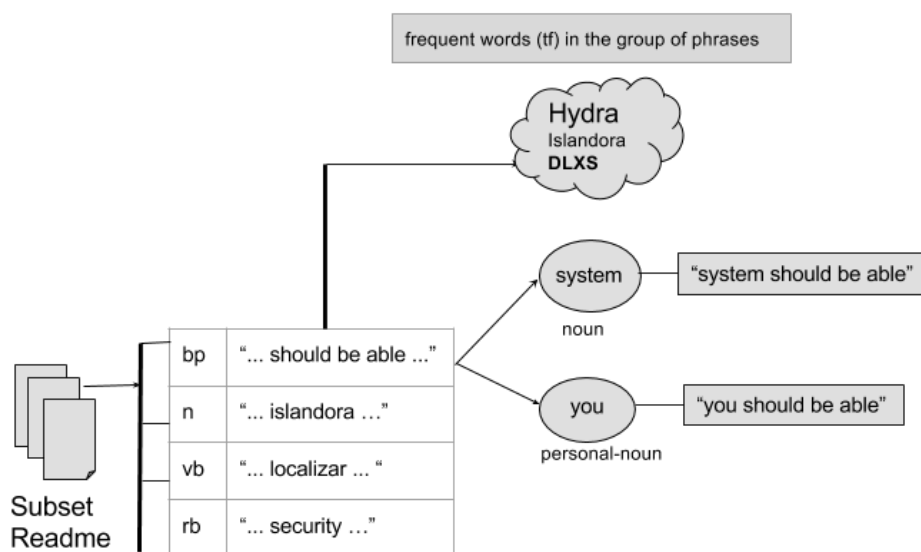 frequent words (tf) in the group of phrases
Hydra
Islandora
DLXS
system
“system should be able”
noun
bp “... should be able ...”
you
“you should be able”
n “... islandora ...”
personal-noun
vb “... localizar ... “
Subset
Readme
rb “... security ...”